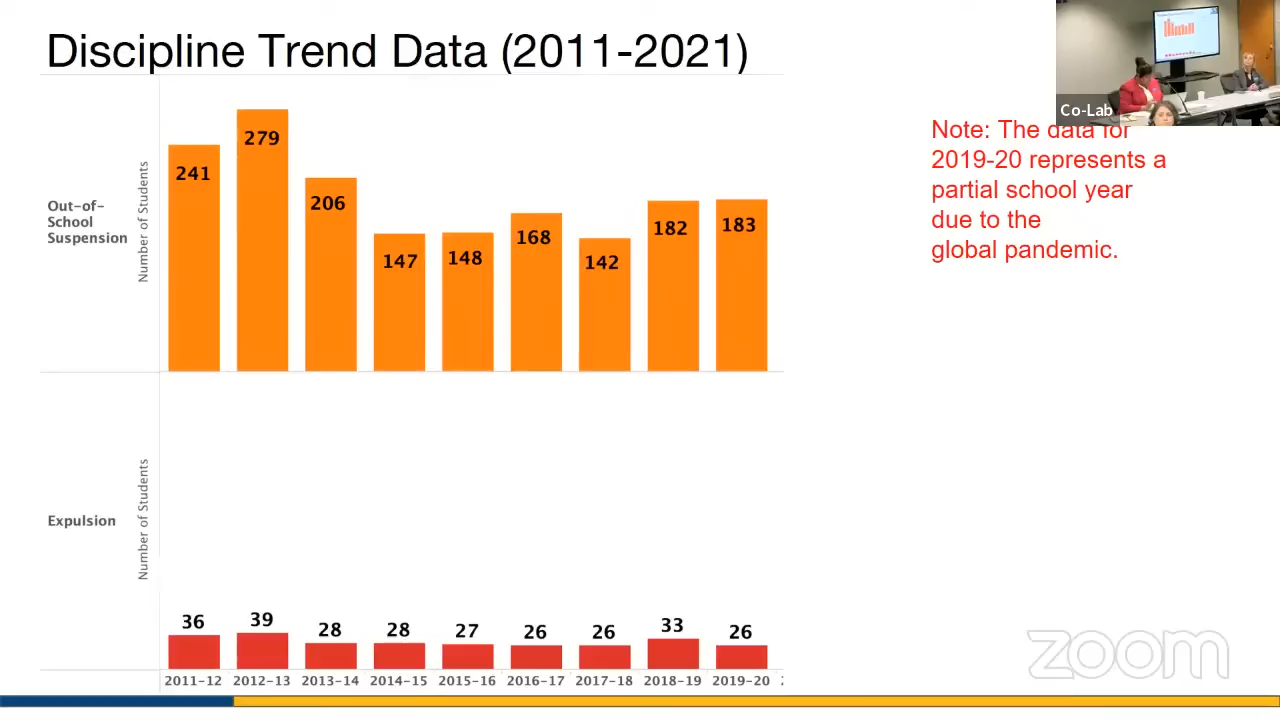 Discipline Trend Data (2011-2021)
Co-Lab
Note: The data for
2019-20 represents a
partial school year
due to the
global pandemic.
Out-of-
School
Suspension
Number of Students
241
279
206
147
148
168
142
182
183
Expulsion
Number of Students
36
39
28
28
27
26
26
33
26
2011-12
2012-13
2013-14
2014-15
2015-16
2016-17
2017-18
2018-19
2019-20
zoom